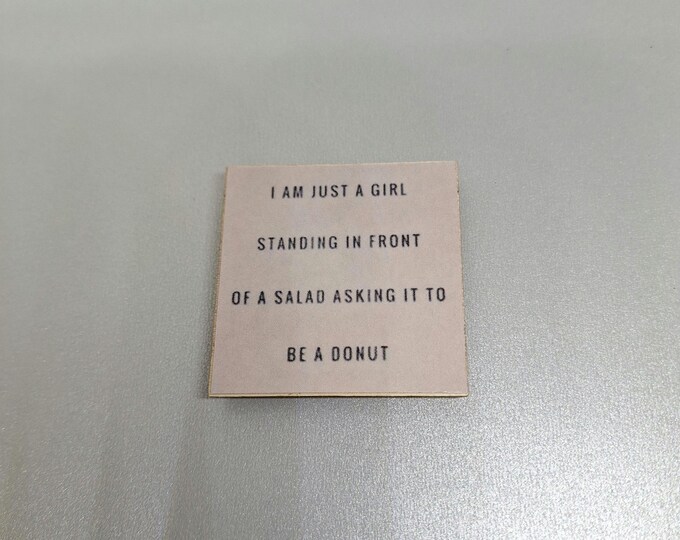 I AM JUST A GIRL
STANDING IN FRONT
OF A SALAD ASKING IT TO
BE A DONUT